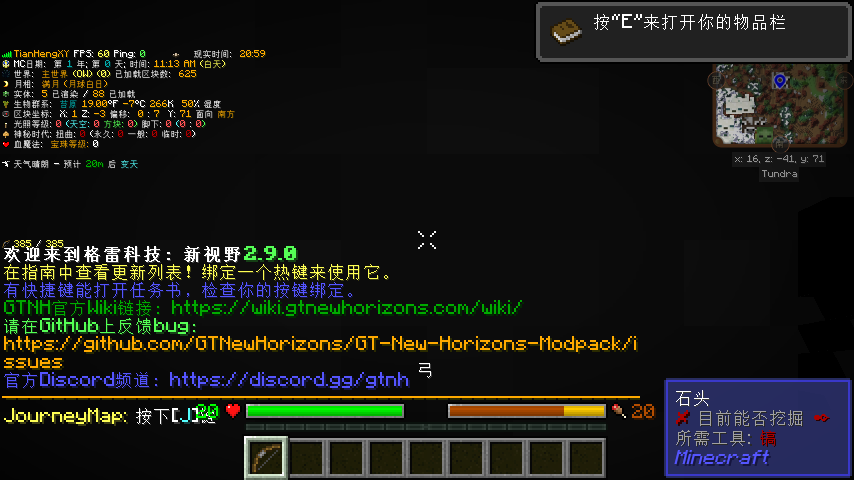 按"E"来打开你的物品栏
TianHengXY FPS: 60 Ping: 0 现实时间: 20:59
MC日期: 第 1 年; 第 0 天; 时间: 11:13 AM (白天)
世界: 主世界 (OW) (0) 已加载区块数: 625
月相: 满月 (月球白日)
实体: 5 已渲染 / 88 已加载
生物群系: 苔原 19.00°F -7°C 266K 50% 湿度
区块坐标: X: 1 Z: -3 偏移: 0 : 7 Y: 71 面向 南方
光照等级: 0 (天空: 0 方块: 0) 脚下: 0 (0 : 0)
神秘时代: 扭曲: 0 (永久: 0 一般: 0 临时: 0)
血魔法: 宝珠等级: 0
天气晴朗 - 预计 20m 后 变天
x: 16, z: -41, y: 71
Tundra
385 / 385
欢迎来到格雷科技: 新视野2.9.0
在指南中查看更新列表! 绑定一个热键来使用它。
有快捷键能打开任务书, 检查你的按键绑定。
GTNH官方Wiki链接: https://wiki.gtnewhorizons.com/wiki/
请在GitHub上反馈bug:
https://github.com/GTNewHorizons/GT-New-Horizons-Modpack/i
ssues
官方Discord频道: https://discord.gg/gtnh
弓
JourneyMap: 按下[J]
20
20
石头
目前能否挖掘
所需工具: 镐
Minecraft